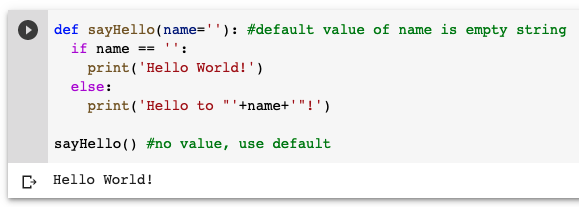 def sayHello(name=''): #default value of name is empty string
  if name == '':
    print('Hello World!')
  else:
    print('Hello to "'+name+'"!')

sayHello() #no value, use default
Hello World!